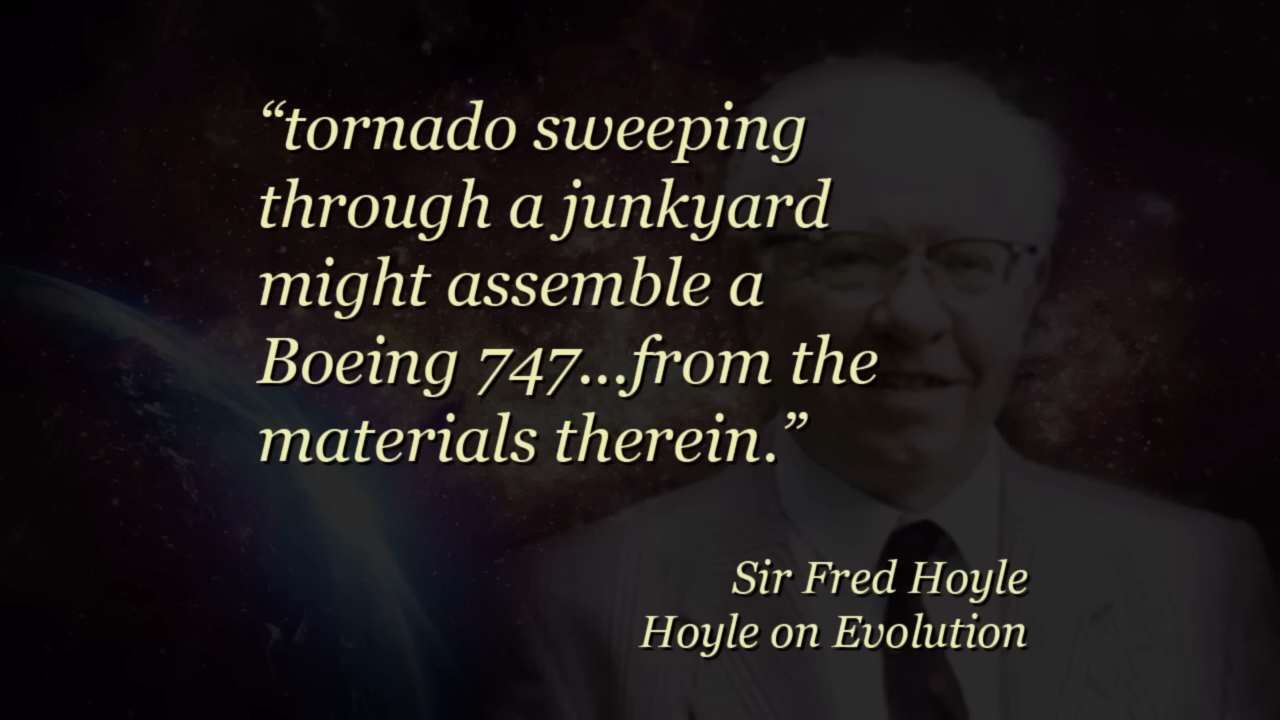 “tornado sweeping
through a junkyard
might assemble a
Boeing 747...from the
materials therein.”
Sir Fred Hoyle
Hoyle on Evolution